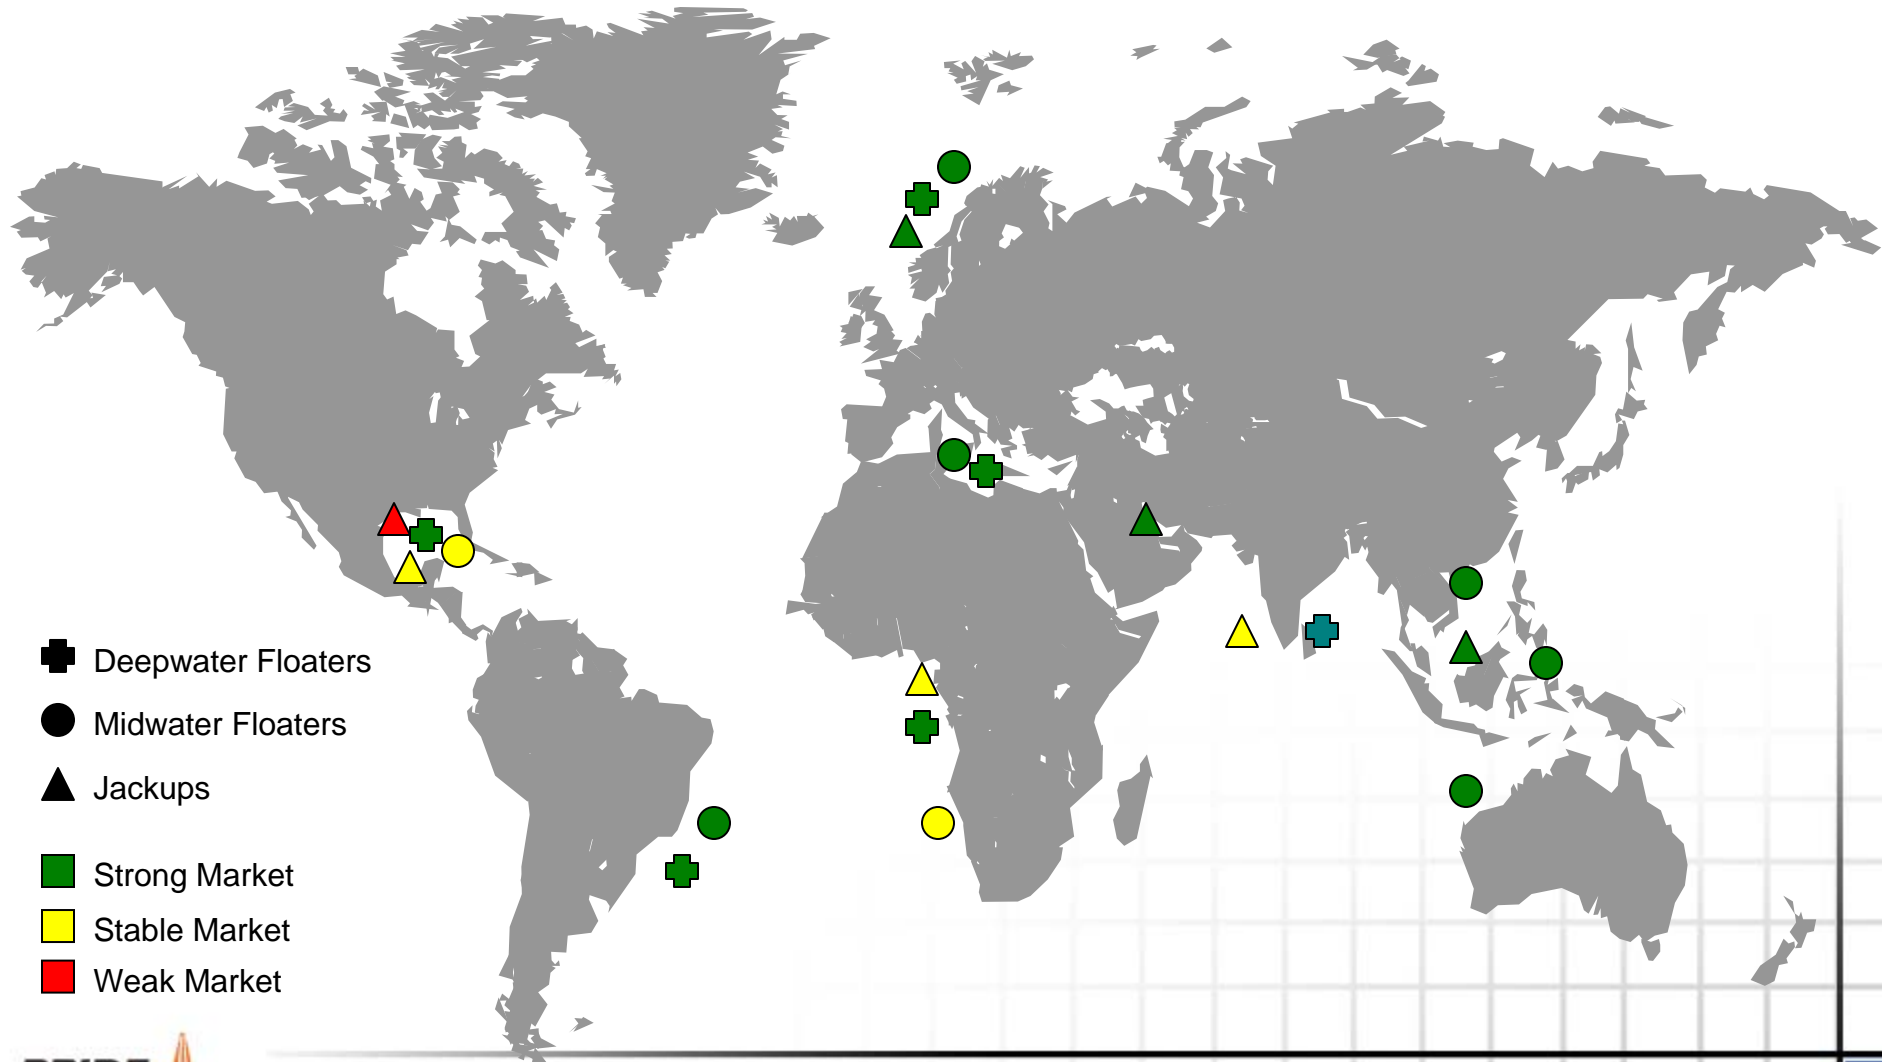 Deepwater Floaters
Midwater Floaters
Jackups
Strong Market
Stable Market
Weak Market